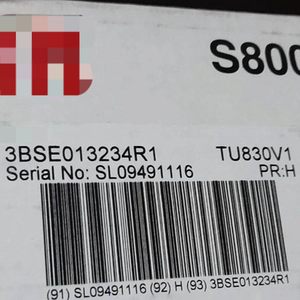 S800
3BSE013234R1 TU830V1
Serial No: SL09491116 PR:H
(91) SL09491116 (92) H (93) 3BSE013234R1